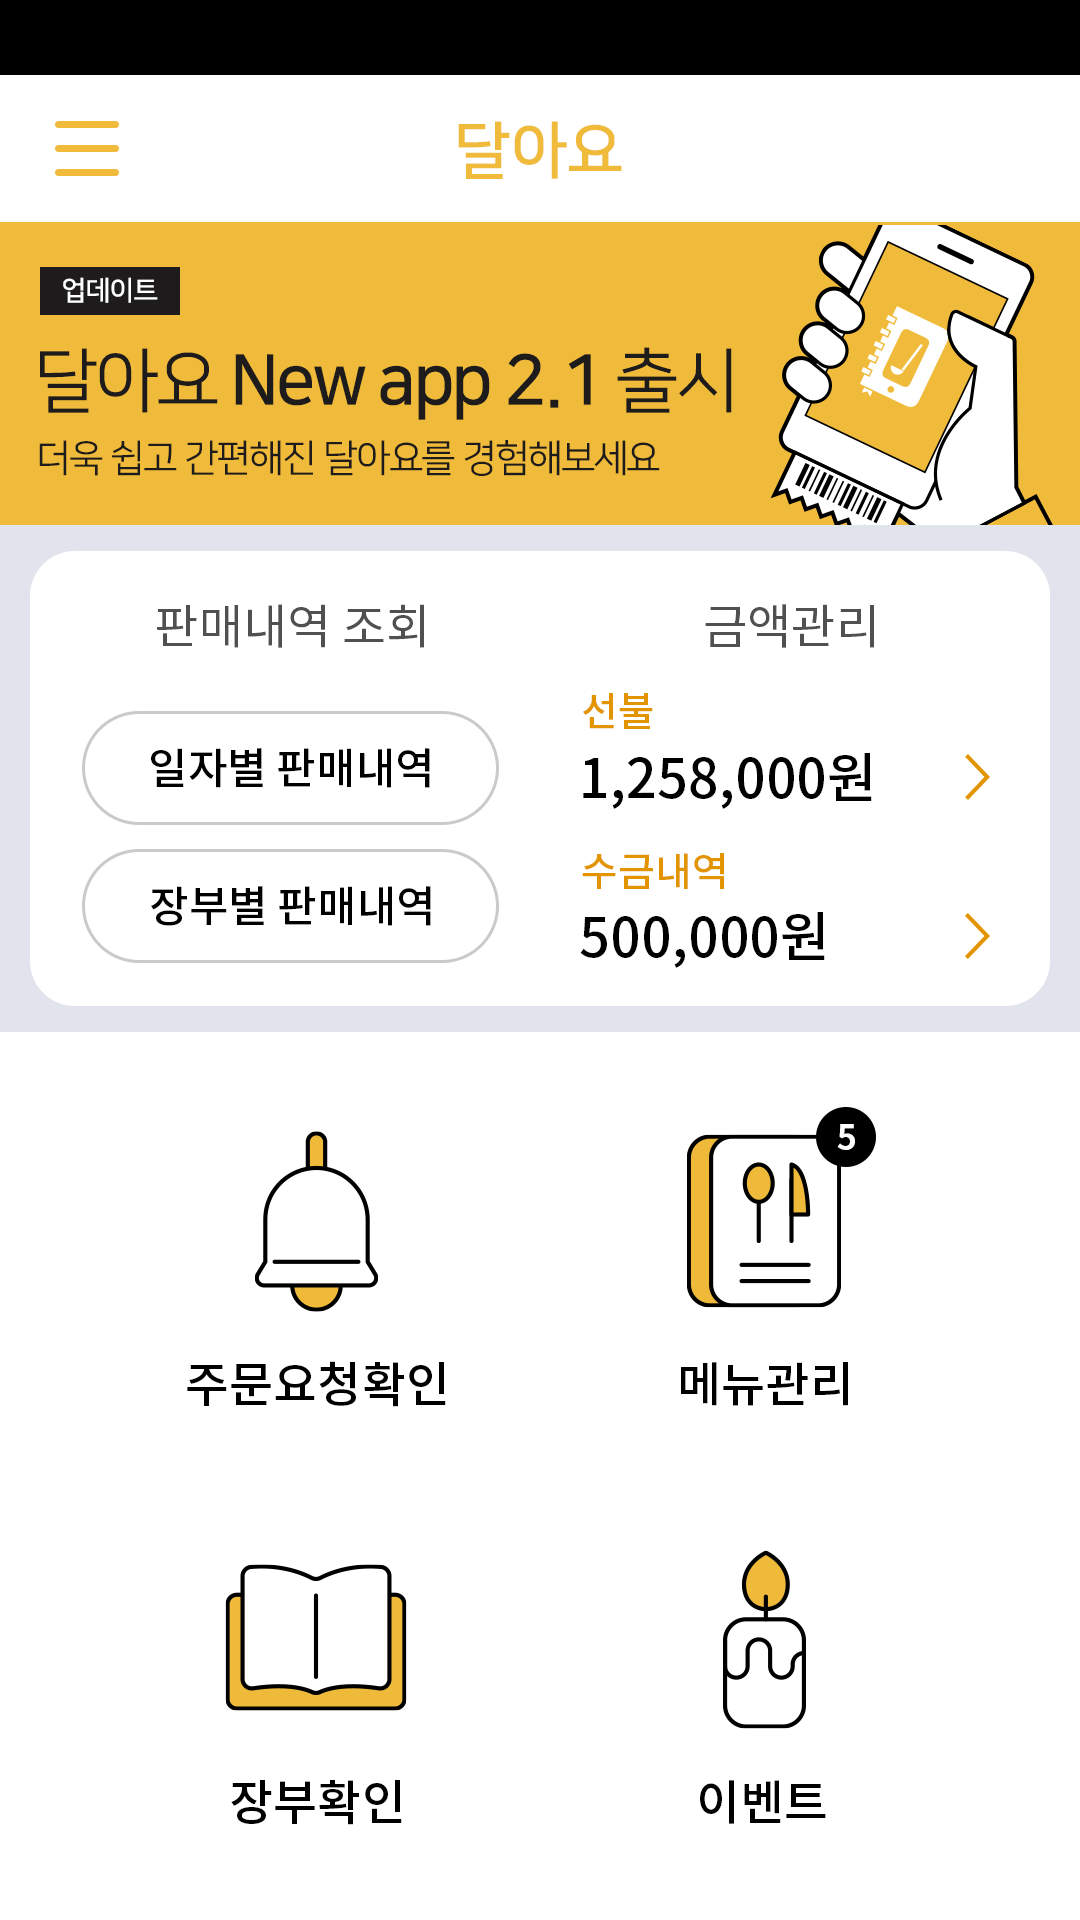 달아요
업데이트
달아요 New app 2.1 출시
더욱 쉽고 간편해진 달아요를 경험해보세요
판매내역 조회
일자별 판매내역
장부별 판매내역
금액관리
선불
1,258,000원
수금내역
500,000원
주문요청확인
5
메뉴관리
장부확인
이벤트